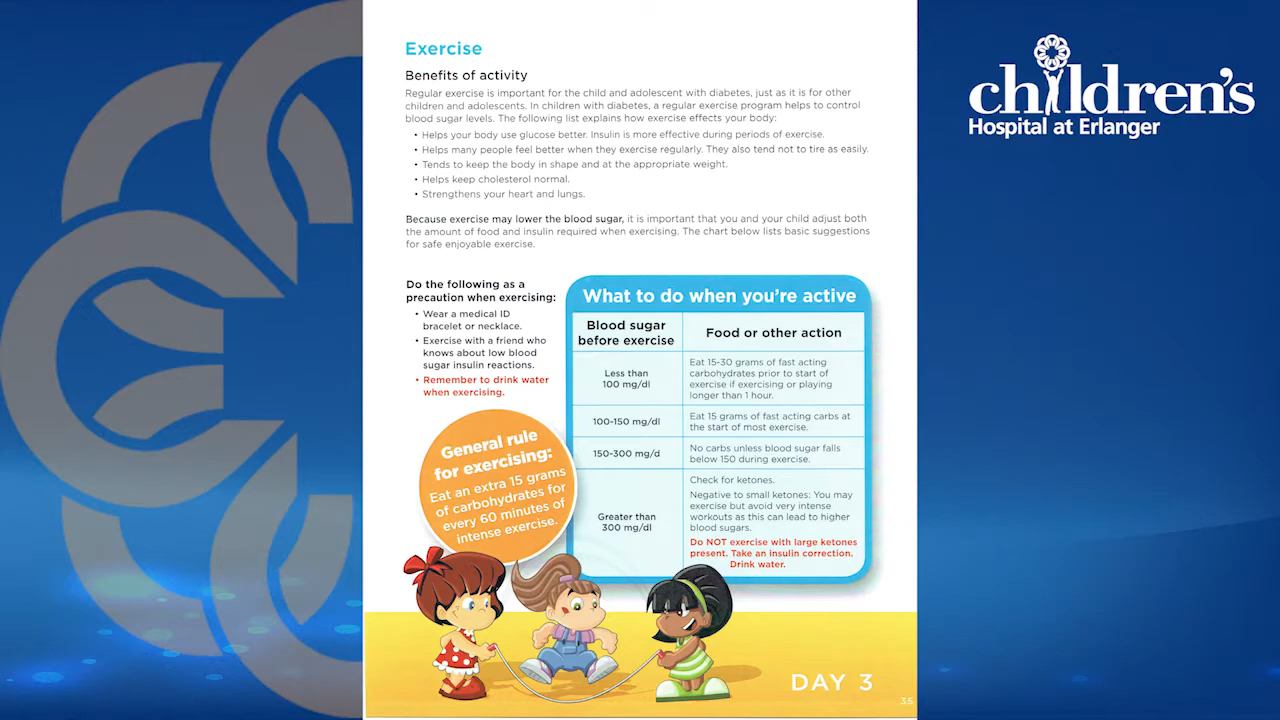 Exercise
Benefits of activity
Regular exercise is important for the child and adolescent with diabetes, just as it is for other
children and adolescents. In children with diabetes, a regular exercise program helps to control
blood sugar levels. The following list explains how exercise effects your body:
• Helps your body use glucose better. Insulin is more effective during periods of exercise.
• Helps many people feel better when they exercise regularly. They also tend not to tire as easily.
• Tends to keep the body in shape and at the appropriate weight.
• Helps keep cholesterol normal.
• Strengthens your heart and lungs.
Because exercise may lower the blood sugar, it is important that you and your child adjust both
the amount of food and insulin required when exercising. The chart below lists basic suggestions
for safe enjoyable exercise.
Do the following as a
precaution when exercising:
• Wear a medical ID
bracelet or necklace.
• Exercise with a friend who
knows about low blood
sugar insulin reactions.
• Remember to drink water
when exercising.
General rule
for exercising:
Eat an extra 15 grams
of carbohydrates for
every 60 minutes of
intense exercise.
What to do when you're active
Blood sugar
before exercise
Food or other action
Less than
100 mg/dl
Eat 15-30 grams of fast acting
carbohydrates prior to start of
exercise if exercising or playing
longer than 1 hour.
100-150 mg/dl
Eat 15 grams of fast acting carbs at
the start of most exercise.
150-300 mg/d
No carbs unless blood sugar falls
below 150 during exercise.
Greater than
300 mg/dl
Check for ketones.
Negative to small ketones: You may
exercise but avoid very intense
workouts as this can lead to higher
blood sugars.
Do NOT exercise with large ketones
present. Take an insulin correction.
Drink water.
DAY 3
35
children's
Hospital at Erlanger